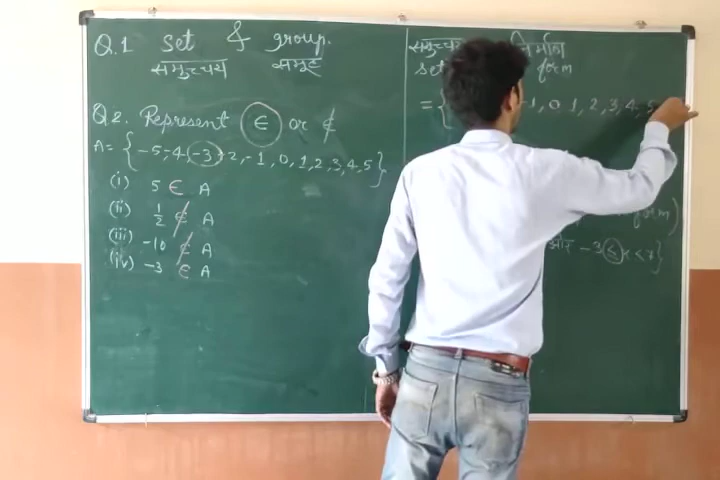 Q.1 set & group.
समुच्चय समूह
Q.2. Represent ∈ or ∉
A= { -5,-4,-3,-2,-1,0,1,2,3,4,5},
(i) 5 ∈ A
(ii) 1/2 ∉ A
(iii) -10 ∉ A
(iv) -3 ∈ A
समुच्चय निर्माण
set form
= { -1, 0 1, 2, 3, 4, 5
form)
और -3 ≤ x < 7}